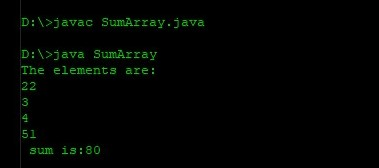 D:\>javac SumArray.java
D:\>java SumArray
The elements are:
22
3
4
51
sum is:80